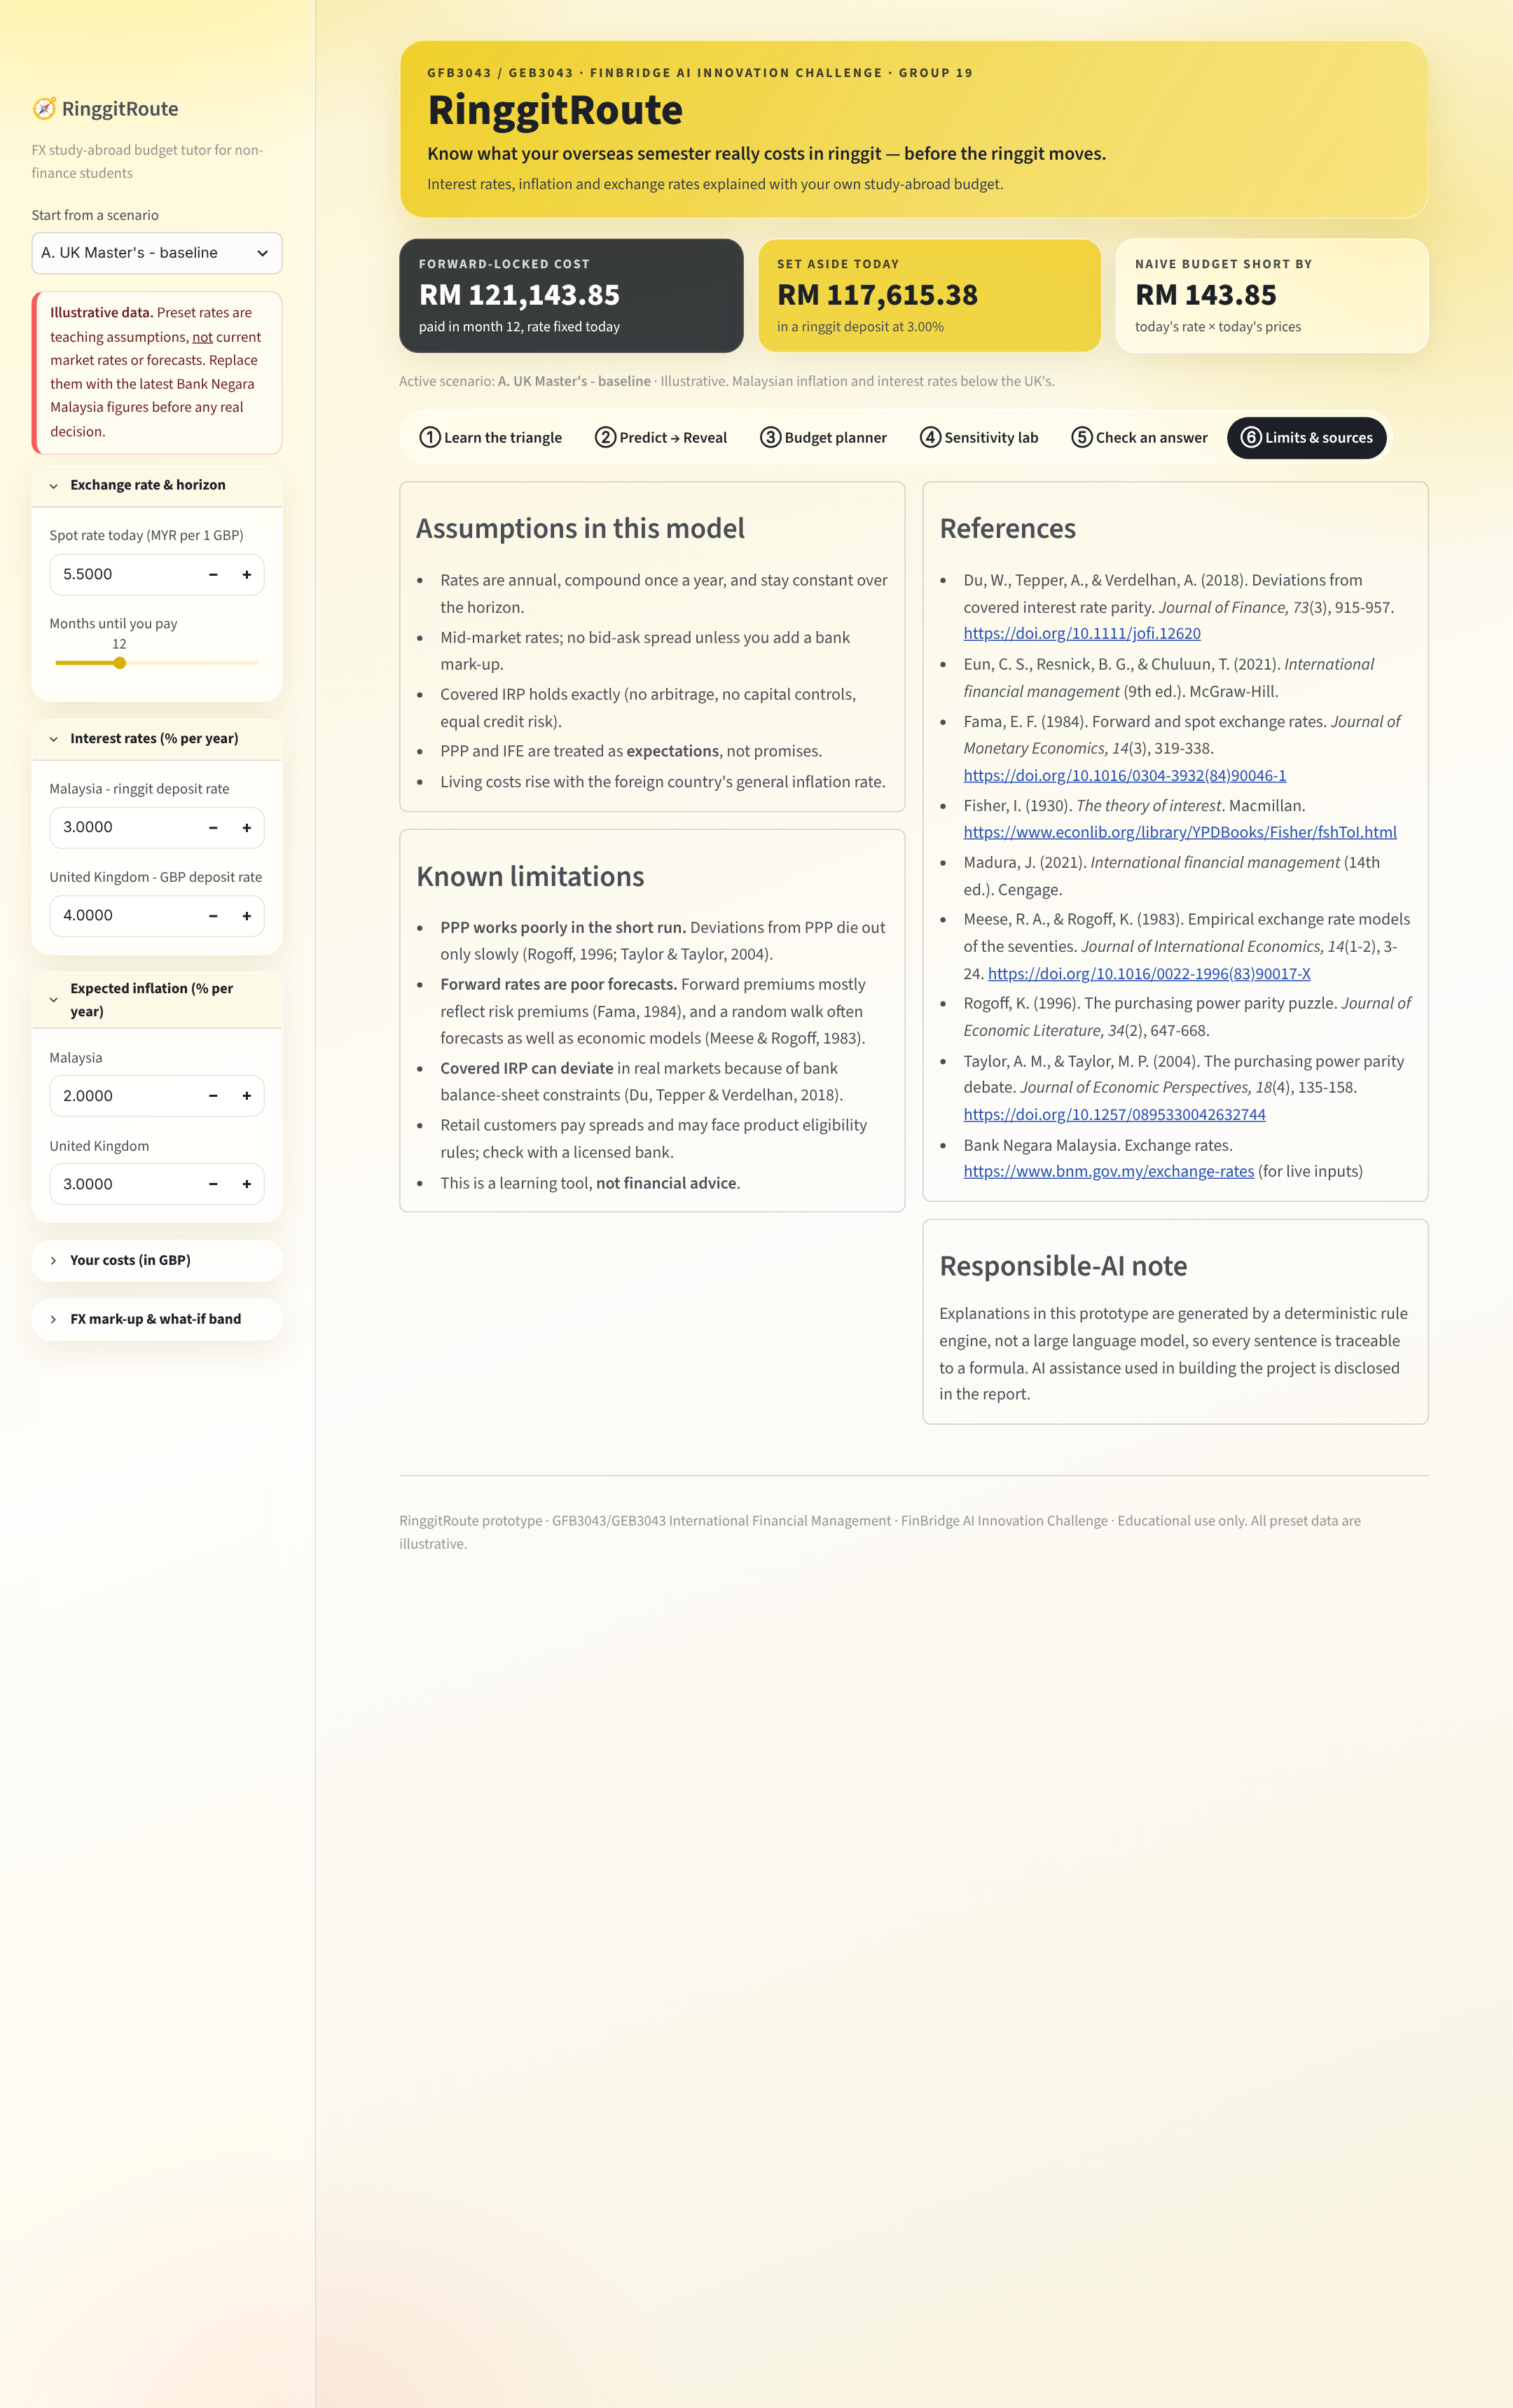 🧭 RinggitRoute
FX study-abroad budget tutor for non-
finance students
Start from a scenario
A. UK Master's - baseline
Illustrative data. Preset rates are
teaching assumptions, not current
market rates or forecasts. Replace
them with the latest Bank Negara
Malaysia figures before any real
decision.
Exchange rate & horizon
Spot rate today (MYR per 1 GBP)
5.5000
− +
Months until you pay
12
Interest rates (% per year)
Malaysia - ringgit deposit rate
3.0000
− +
United Kingdom - GBP deposit rate
4.0000
− +
Expected inflation (% per
year)
Malaysia
2.0000
− +
United Kingdom
3.0000
− +
Your costs (in GBP)
FX mark-up & what-if band
GFB3043 / GEB3043 · FINBRIDGE AI INNOVATION CHALLENGE · GROUP 19
RinggitRoute
Know what your overseas semester really costs in ringgit — before the ringgit moves.
Interest rates, inflation and exchange rates explained with your own study-abroad budget.
FORWARD-LOCKED COST
RM 121,143.85
paid in month 12, rate fixed today
SET ASIDE TODAY
RM 117,615.38
in a ringgit deposit at 3.00%
NAIVE BUDGET SHORT BY
RM 143.85
today's rate × today's prices
Active scenario: A. UK Master's - baseline · Illustrative. Malaysian inflation and interest rates below the UK's.
① Learn the triangle
② Predict → Reveal
③ Budget planner
④ Sensitivity lab
⑤ Check an answer
⑥ Limits & sources
Assumptions in this model
• Rates are annual, compound once a year, and stay constant over
the horizon.
• Mid-market rates; no bid-ask spread unless you add a bank
mark-up.
• Covered IRP holds exactly (no arbitrage, no capital controls,
equal credit risk).
• PPP and IFE are treated as expectations, not promises.
• Living costs rise with the foreign country's general inflation rate.
Known limitations
• PPP works poorly in the short run. Deviations from PPP die out
only slowly (Rogoff, 1996; Taylor & Taylor, 2004).
• Forward rates are poor forecasts. Forward premiums mostly
reflect risk premiums (Fama, 1984), and a random walk often
forecasts as well as economic models (Meese & Rogoff, 1983).
• Covered IRP can deviate in real markets because of bank
balance-sheet constraints (Du, Tepper & Verdelhan, 2018).
• Retail customers pay spreads and may face product eligibility
rules; check with a licensed bank.
• This is a learning tool, not financial advice.
References
• Du, W., Tepper, A., & Verdelhan, A. (2018). Deviations from
covered interest rate parity. Journal of Finance, 73(3), 915-957.
https://doi.org/10.1111/jofi.12620
• Eun, C. S., Resnick, B. G., & Chuluun, T. (2021). International
financial management (9th ed.). McGraw-Hill.
• Fama, E. F. (1984). Forward and spot exchange rates. Journal of
Monetary Economics, 14(3), 319-338.
https://doi.org/10.1016/0304-3932(84)90046-1
• Fisher, I. (1930). The theory of interest. Macmillan.
https://www.econlib.org/library/YPDBooks/Fisher/fshToI.html
• Madura, J. (2021). International financial management (14th
ed.). Cengage.
• Meese, R. A., & Rogoff, K. (1983). Empirical exchange rate models
of the seventies. Journal of International Economics, 14(1-2), 3-
24. https://doi.org/10.1016/0022-1996(83)90017-X
• Rogoff, K. (1996). The purchasing power parity puzzle. Journal of
Economic Literature, 34(2), 647-668.
• Taylor, A. M., & Taylor, M. P. (2004). The purchasing power parity
debate. Journal of Economic Perspectives, 18(4), 135-158.
https://doi.org/10.1257/0895330042632744
• Bank Negara Malaysia. Exchange rates.
https://www.bnm.gov.my/exchange-rates (for live inputs)
Responsible-AI note
Explanations in this prototype are generated by a deterministic rule
engine, not a large language model, so every sentence is traceable
to a formula. AI assistance used in building the project is disclosed
in the report.
RinggitRoute prototype · GFB3043/GEB3043 International Financial Management · FinBridge AI Innovation Challenge · Educational use only. All preset data are
illustrative.